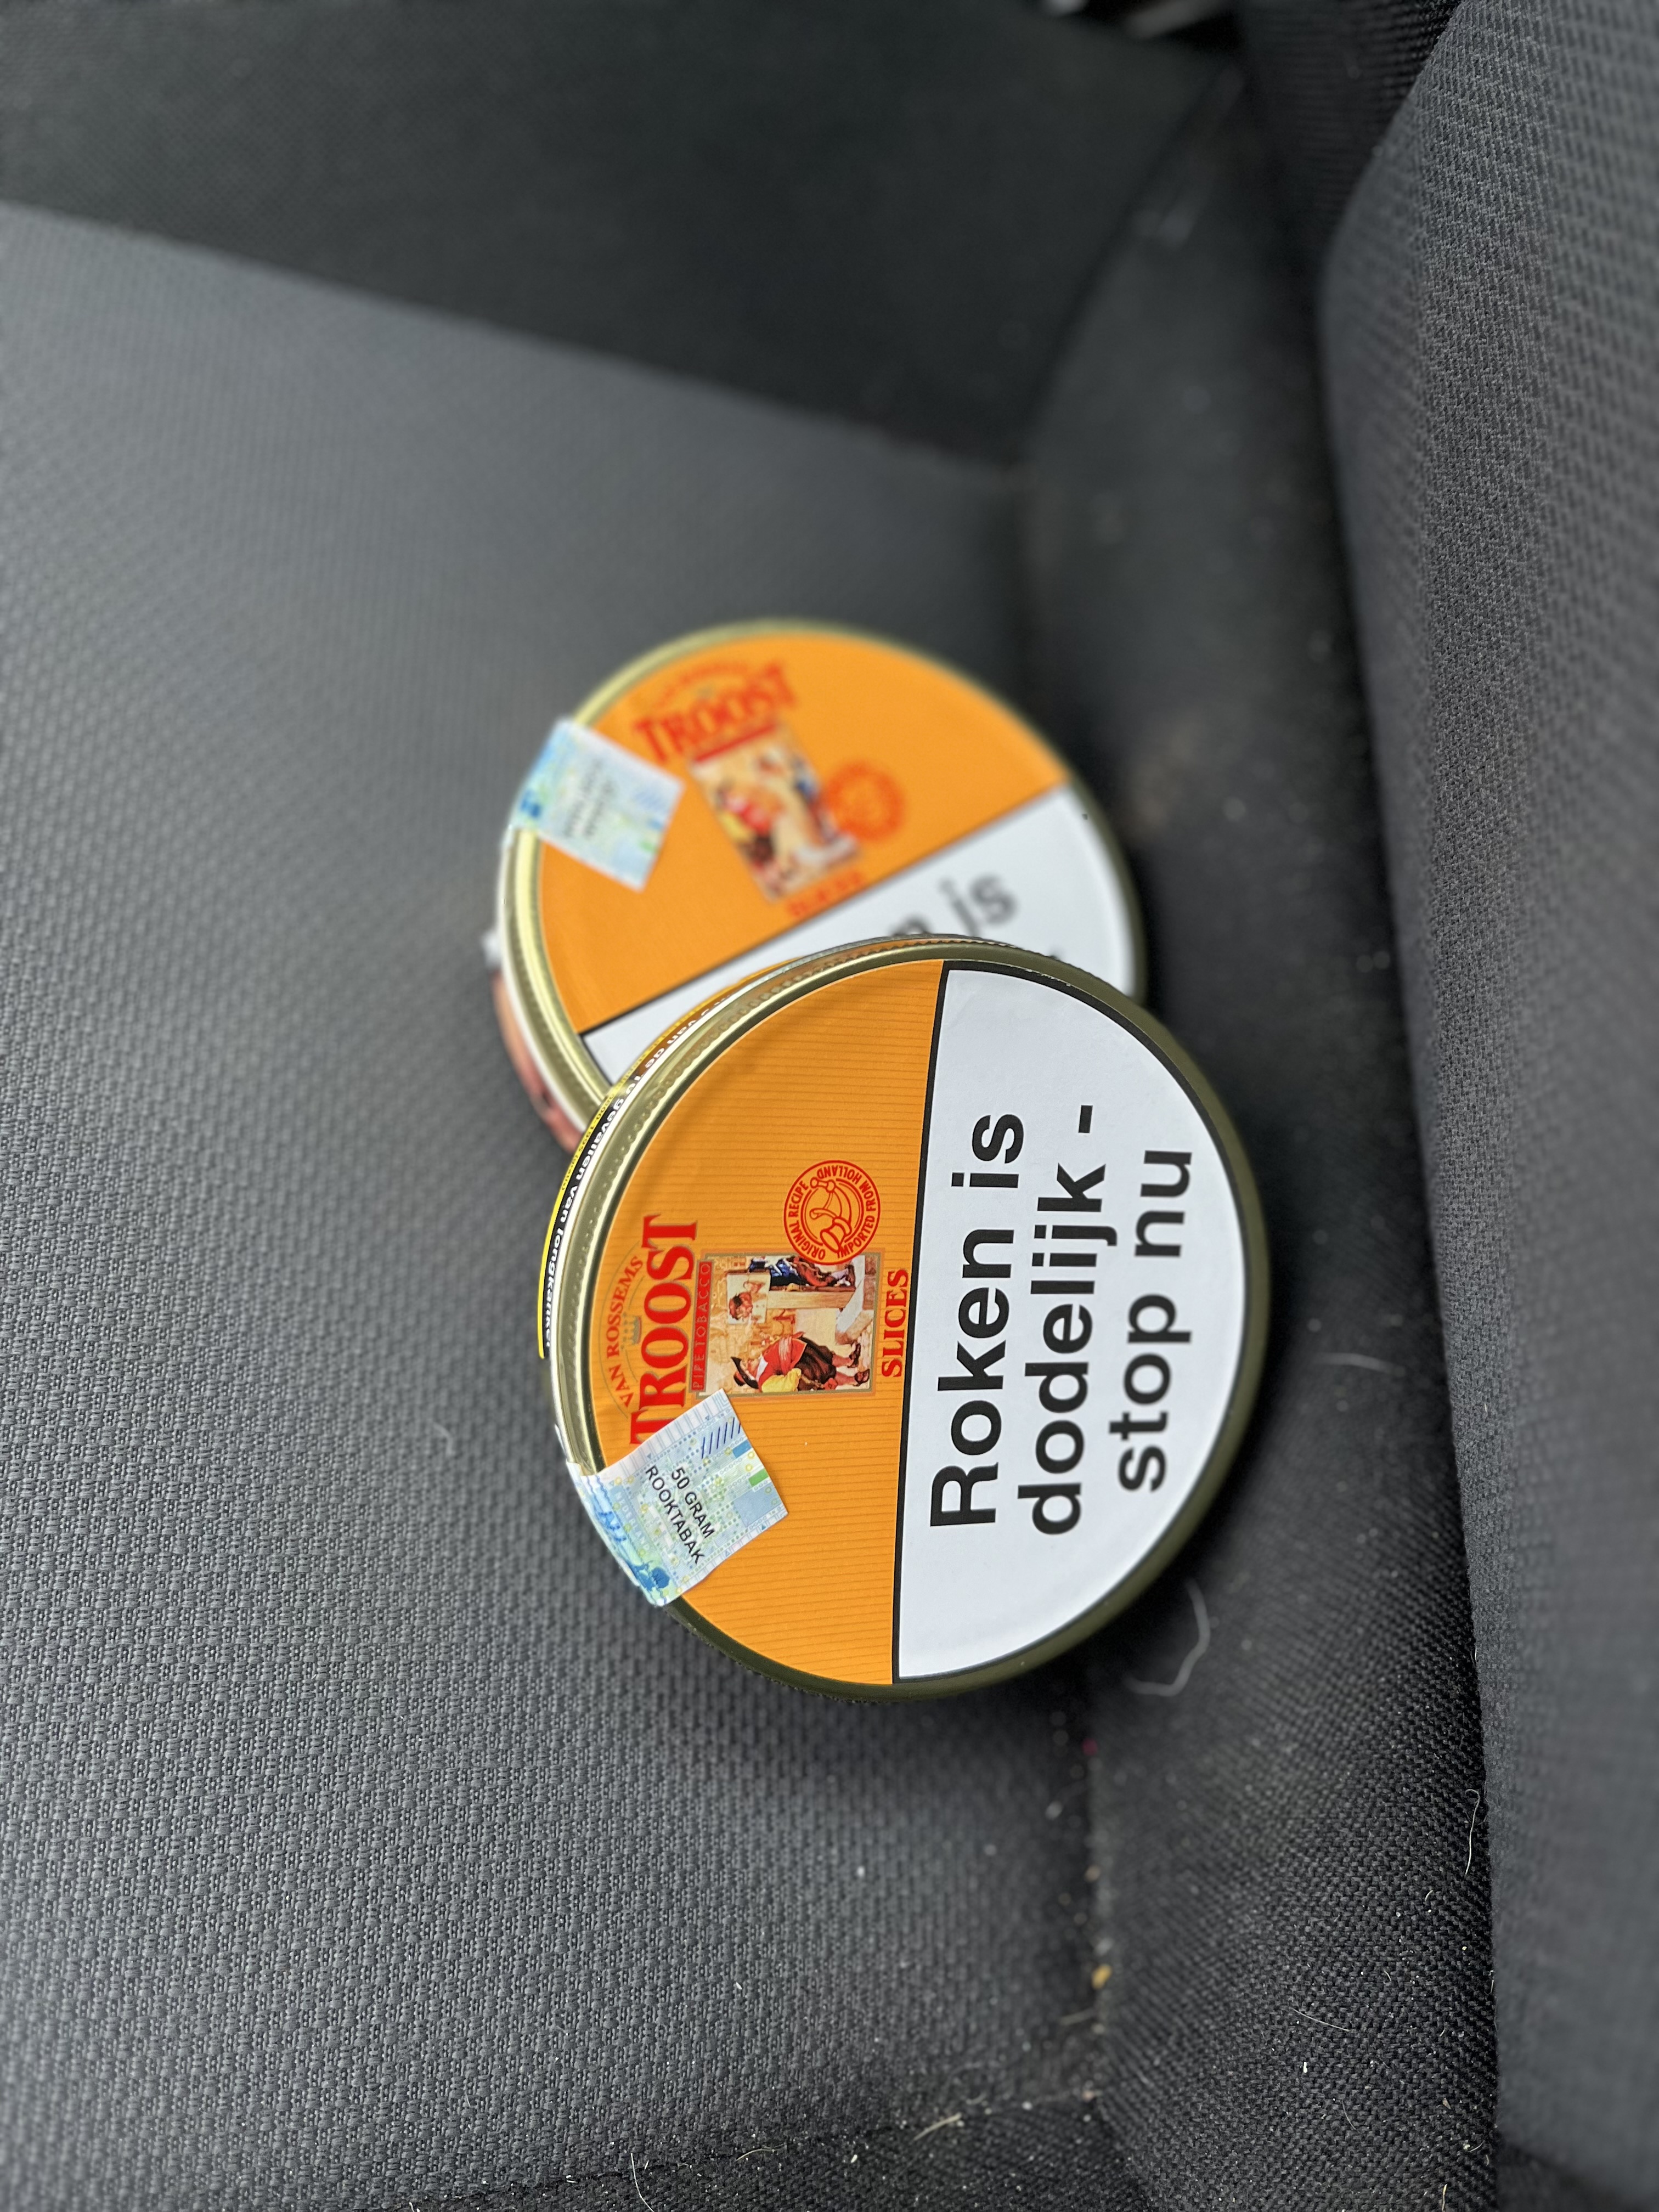 VAN ROSSEMS
TROOST
PIPE TOBACCO
ORIGINAL RECIPE
IMPORTED FROM HOLLAND
SLICES
50 GRAM
ROOKTABAK
Roken is
dodelijk -
stop nu
TROOST
is